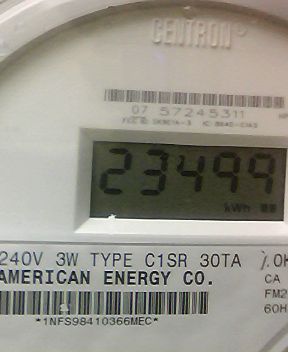 CENTRON®
07 57245311
23499
kWh
240V 3W TYPE C1SR 30TA
AMERICAN ENERGY CO.
CA
FM2
60H
*1NFS98410366MEC*